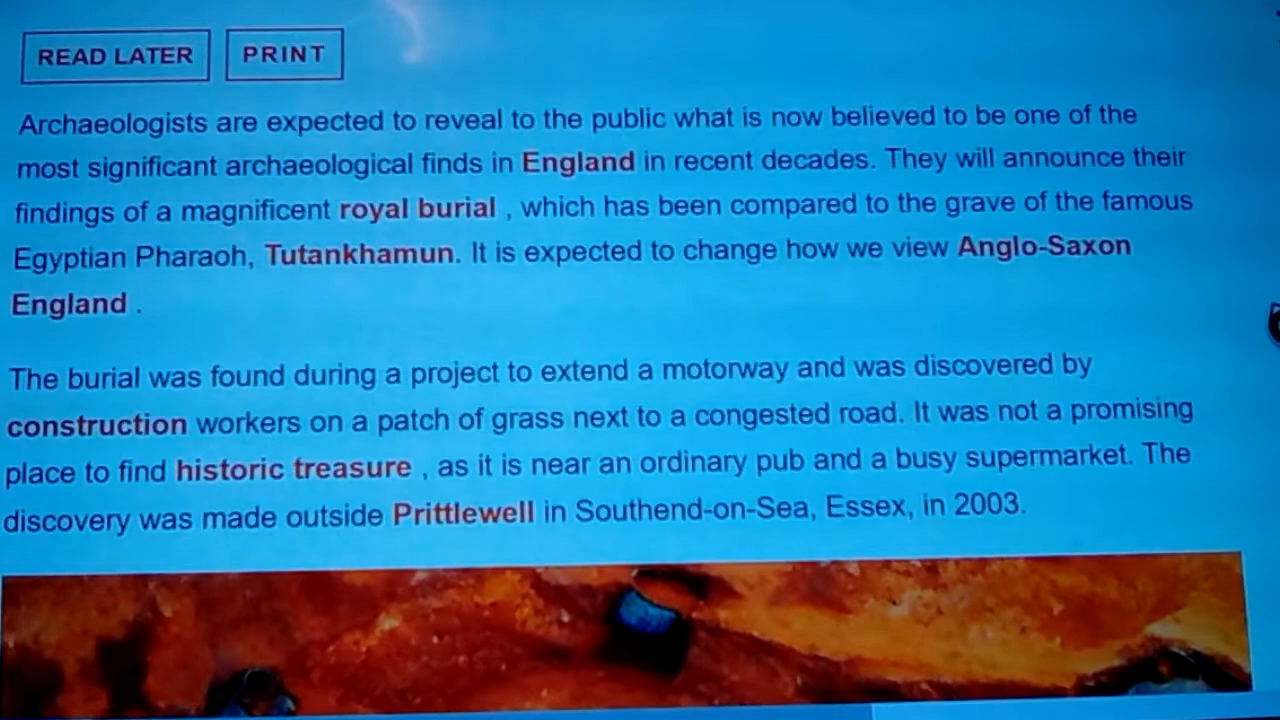 READ LATER PRINT
Archaeologists are expected to reveal to the public what is now believed to be one of the
most significant archaeological finds in England in recent decades. They will announce their
findings of a magnificent royal burial , which has been compared to the grave of the famous
Egyptian Pharaoh, Tutankhamun. It is expected to change how we view Anglo-Saxon
England .
The burial was found during a project to extend a motorway and was discovered by
construction workers on a patch of grass next to a congested road. It was not a promising
place to find historic treasure , as it is near an ordinary pub and a busy supermarket. The
discovery was made outside Prittlewell in Southend-on-Sea, Essex, in 2003.